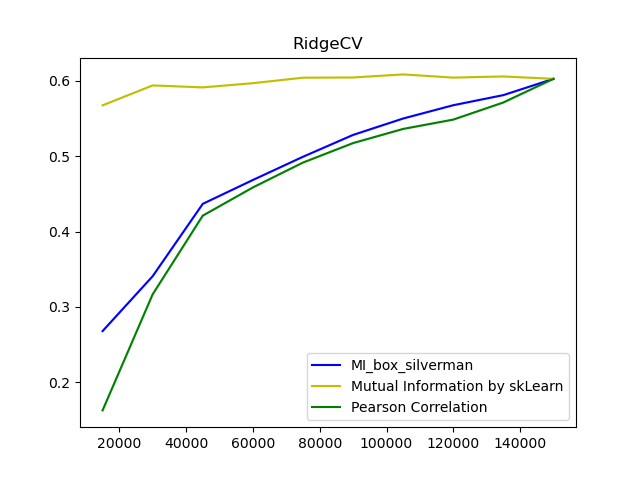 RidgeCV
0.6
0.5
0.4
0.3
0.2
MI_box_silverman
Mutual Information by skLearn
Pearson Correlation
20000 40000 60000 80000 100000 120000 140000